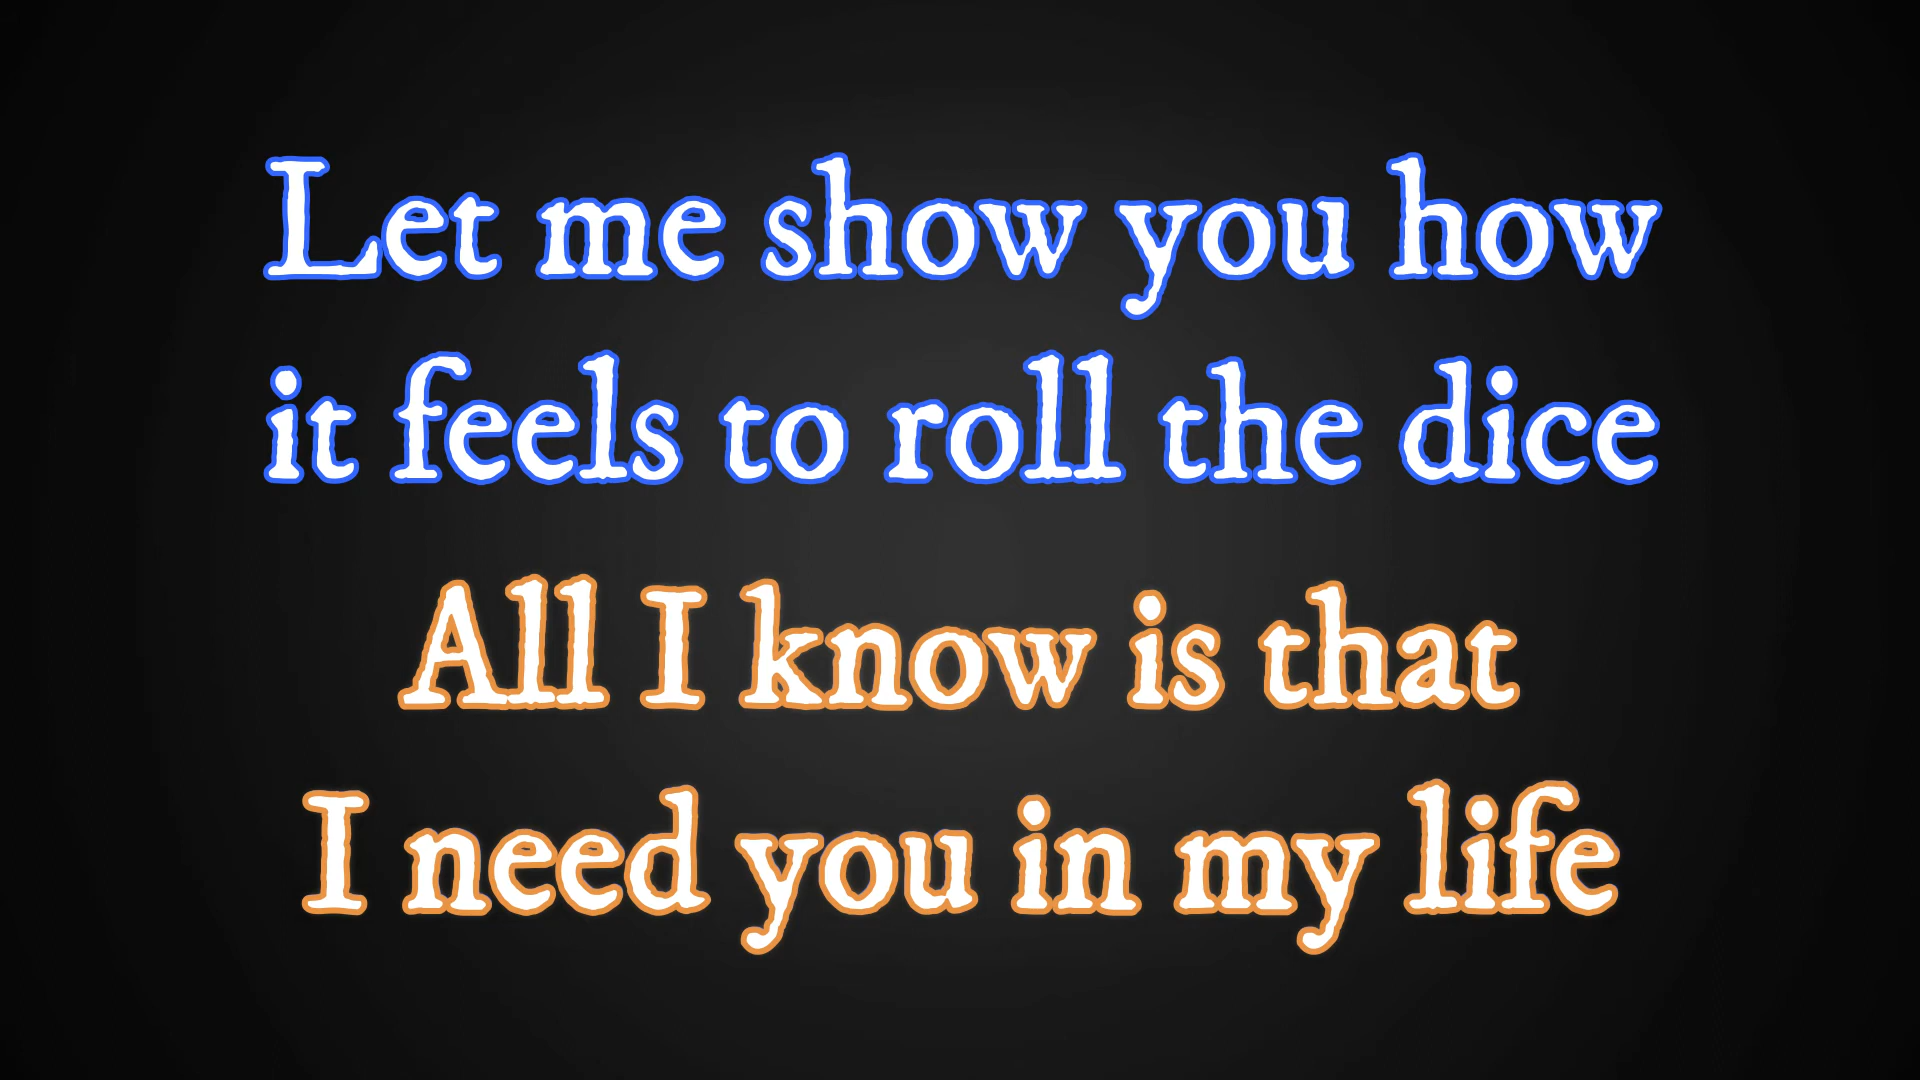 Let me show you how
it feels to roll the dice
All I know is that
I need you in my life